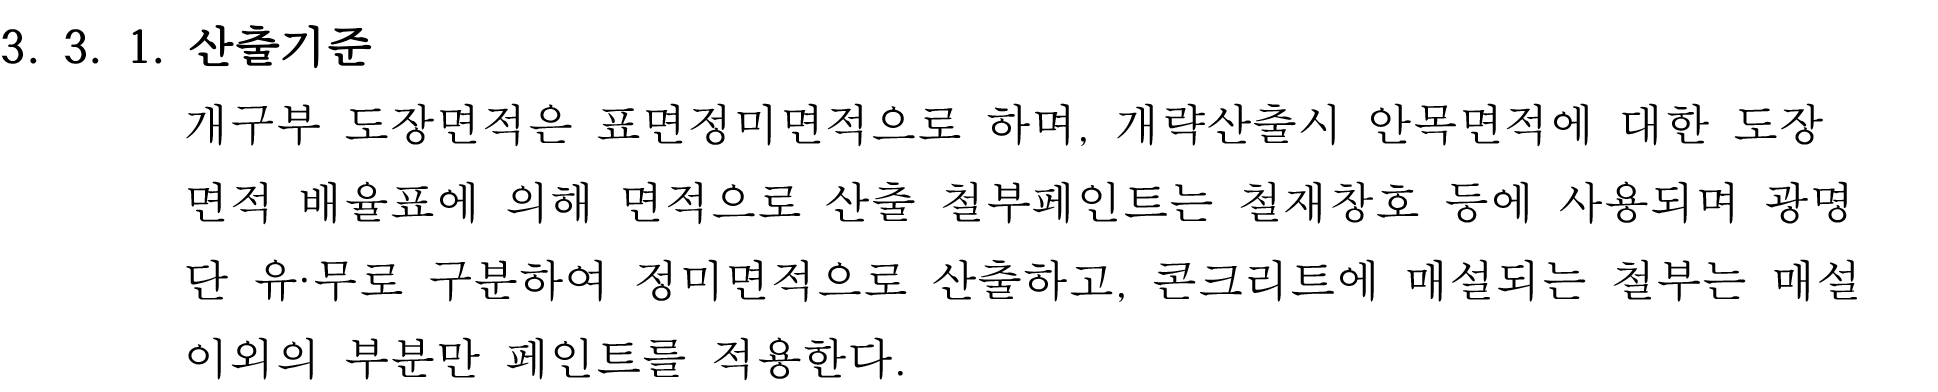 3. 3. 1. 산출기준
개구부 도장면적은 표면정미면적으로 하며, 개략산출시 안목면적에 대한 도장
면적 배율표에 의해 면적으로 산출 철부페인트는 철재창호 등에 사용되며 광명
단 유·무로 구분하여 정미면적으로 산출하고, 콘크리트에 매설되는 철부는 매설
이외의 부분만 페인트를 적용한다.